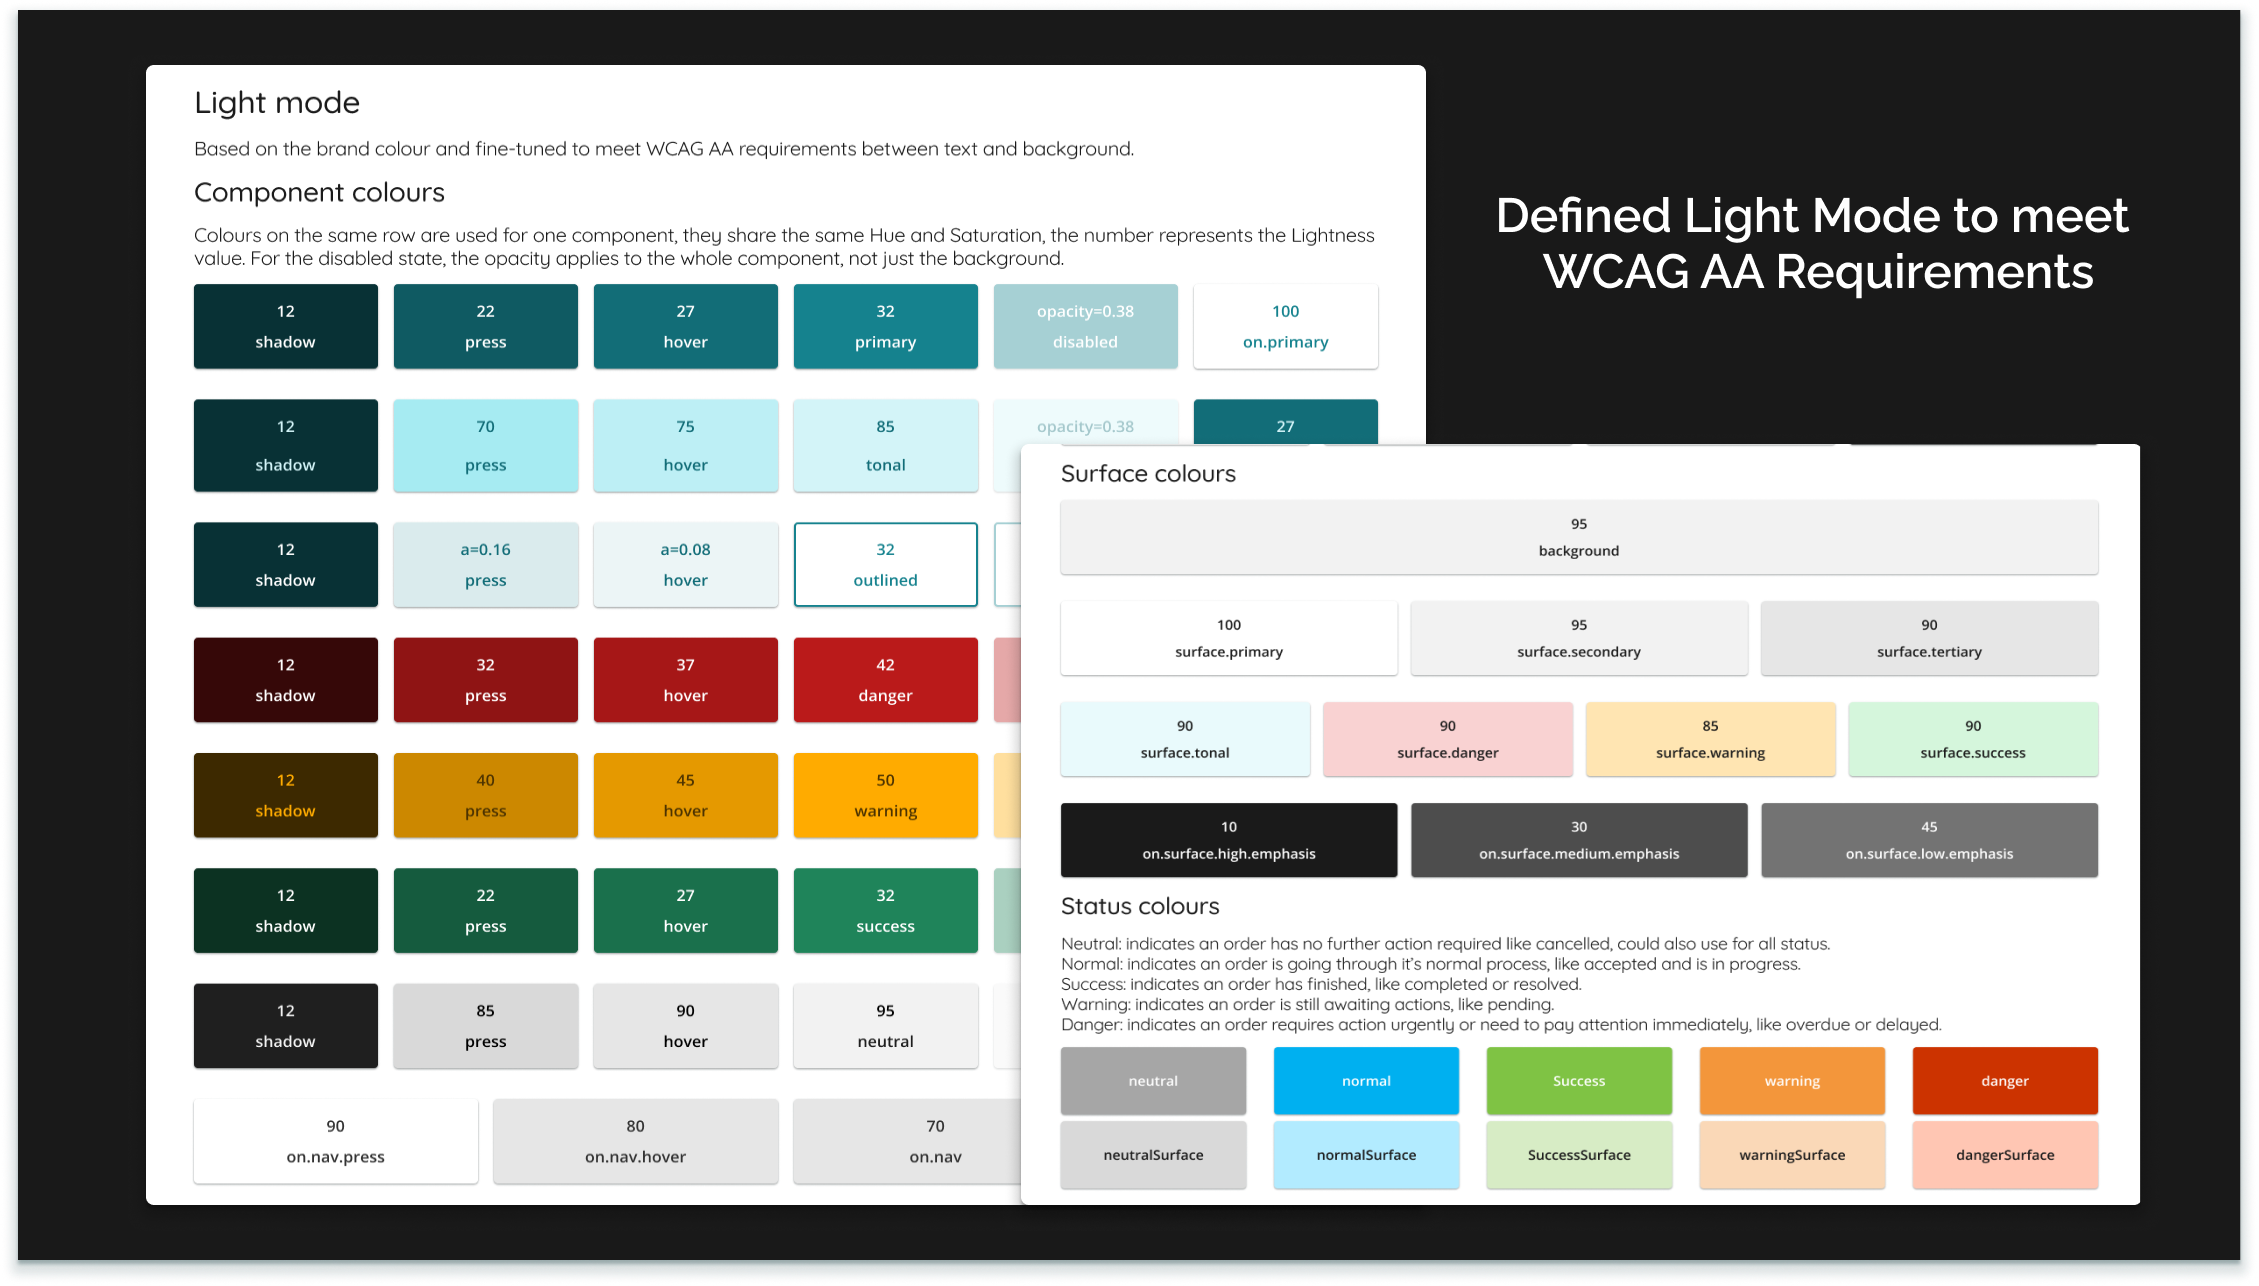 Light mode
Based on the brand colour and fine-tuned to meet WCAG AA requirements between text and background.
Component colours
Colours on the same row are used for one component, they share the same Hue and Saturation, the number represents the Lightness
value. For the disabled state, the opacity applies to the whole component, not just the background.
12 22 27 32 opacity=0.38 100
shadow press hover primary disabled on.primary
12 70 75 85 opacity=0.38 27
shadow press hover tonal
12 a=0.16 a=0.08 32
shadow press hover outlined
12 32 37 42
shadow press hover danger
12 40 45 50
shadow press hover warning
12 22 27 32
shadow press hover success
12 85 90 95
shadow press hover neutral
90 80 70
on.nav.press on.nav.hover on.nav
Defined Light Mode to meet
WCAG AA Requirements
Surface colours
95
background
100 95 90
surface.primary surface.secondary surface.tertiary
90 90 85 90
surface.tonal surface.danger surface.warning surface.success
10 30 45
on.surface.high.emphasis on.surface.medium.emphasis on.surface.low.emphasis
Status colours
Neutral: indicates an order has no further action required like cancelled, could also use for all status.
Normal: indicates an order is going through it's normal process, like accepted and is in progress.
Success: indicates an order has finished, like completed or resolved.
Warning: indicates an order is still awaiting actions, like pending.
Danger: indicates an order requires action urgently or need to pay attention immediately, like overdue or delayed.
neutral normal Success warning danger
neutralSurface normalSurface SuccessSurface warningSurface dangerSurface